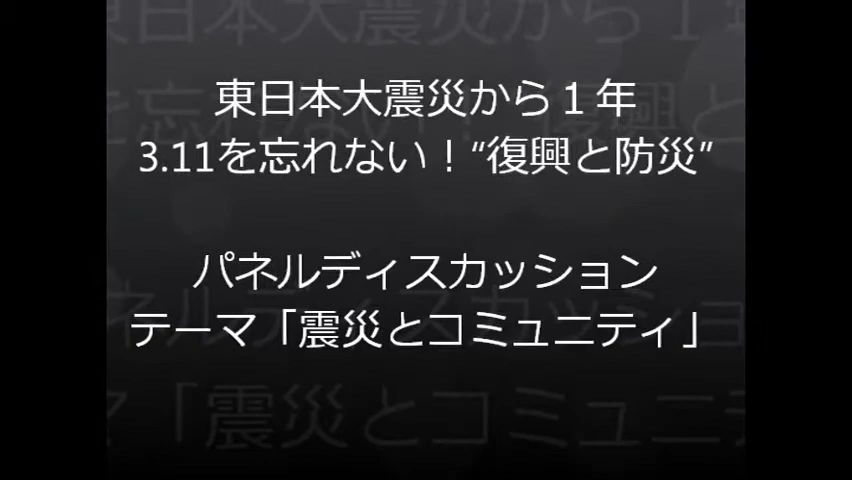 東日本大震災から１年
3.11を忘れない！“復興と防災”
パネルディスカッション
テーマ「震災とコミュニティ」